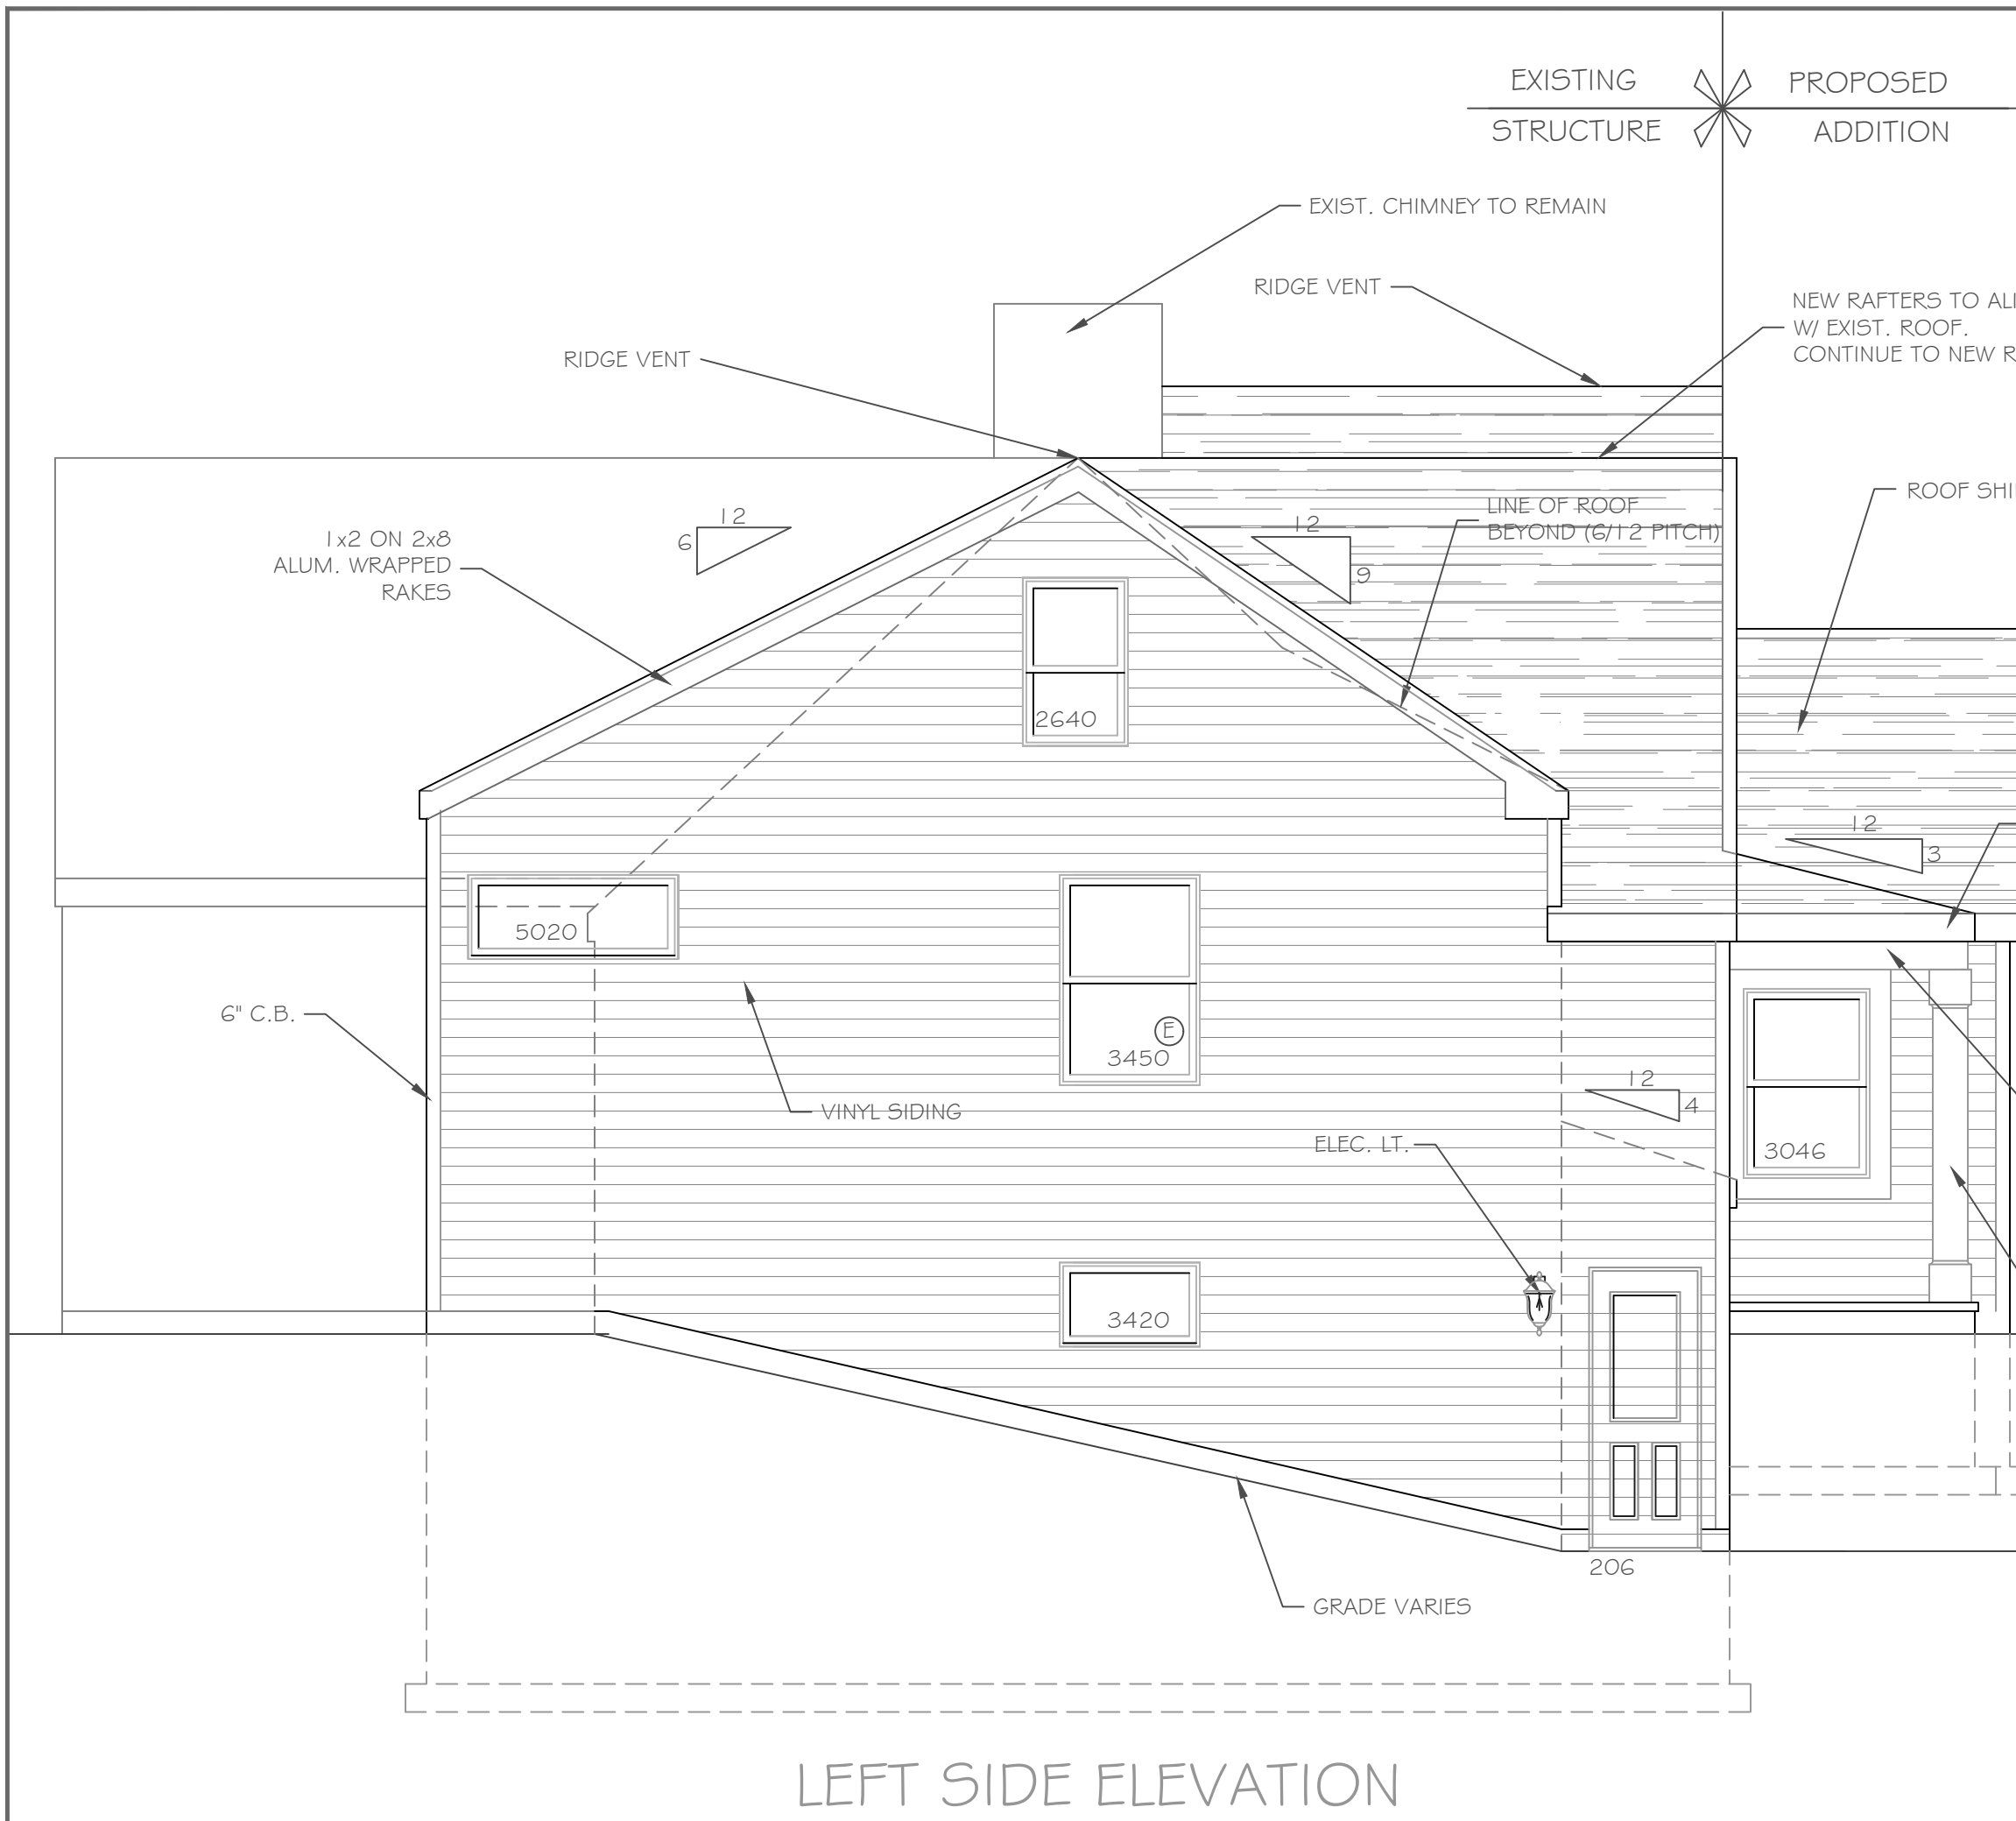 EXISTING
PROPOSED
STRUCTURE
ADDITION
EXIST. CHIMNEY TO REMAIN
RIDGE VENT
NEW RAFTERS TO ALI
W/ EXIST. ROOF.
CONTINUE TO NEW R
RIDGE VENT
ROOF SHI
LINE OF ROOF
BEYOND (6/12 PITCH)
12
6
12
9
1x2 ON 2x8
ALUM. WRAPPED
RAKES
2640
12
3
5020
6" C.B.
E
3450
VINYL SIDING
12
4
ELEC. LT.
3046
3420
206
GRADE VARIES
LEFT SIDE ELEVATION